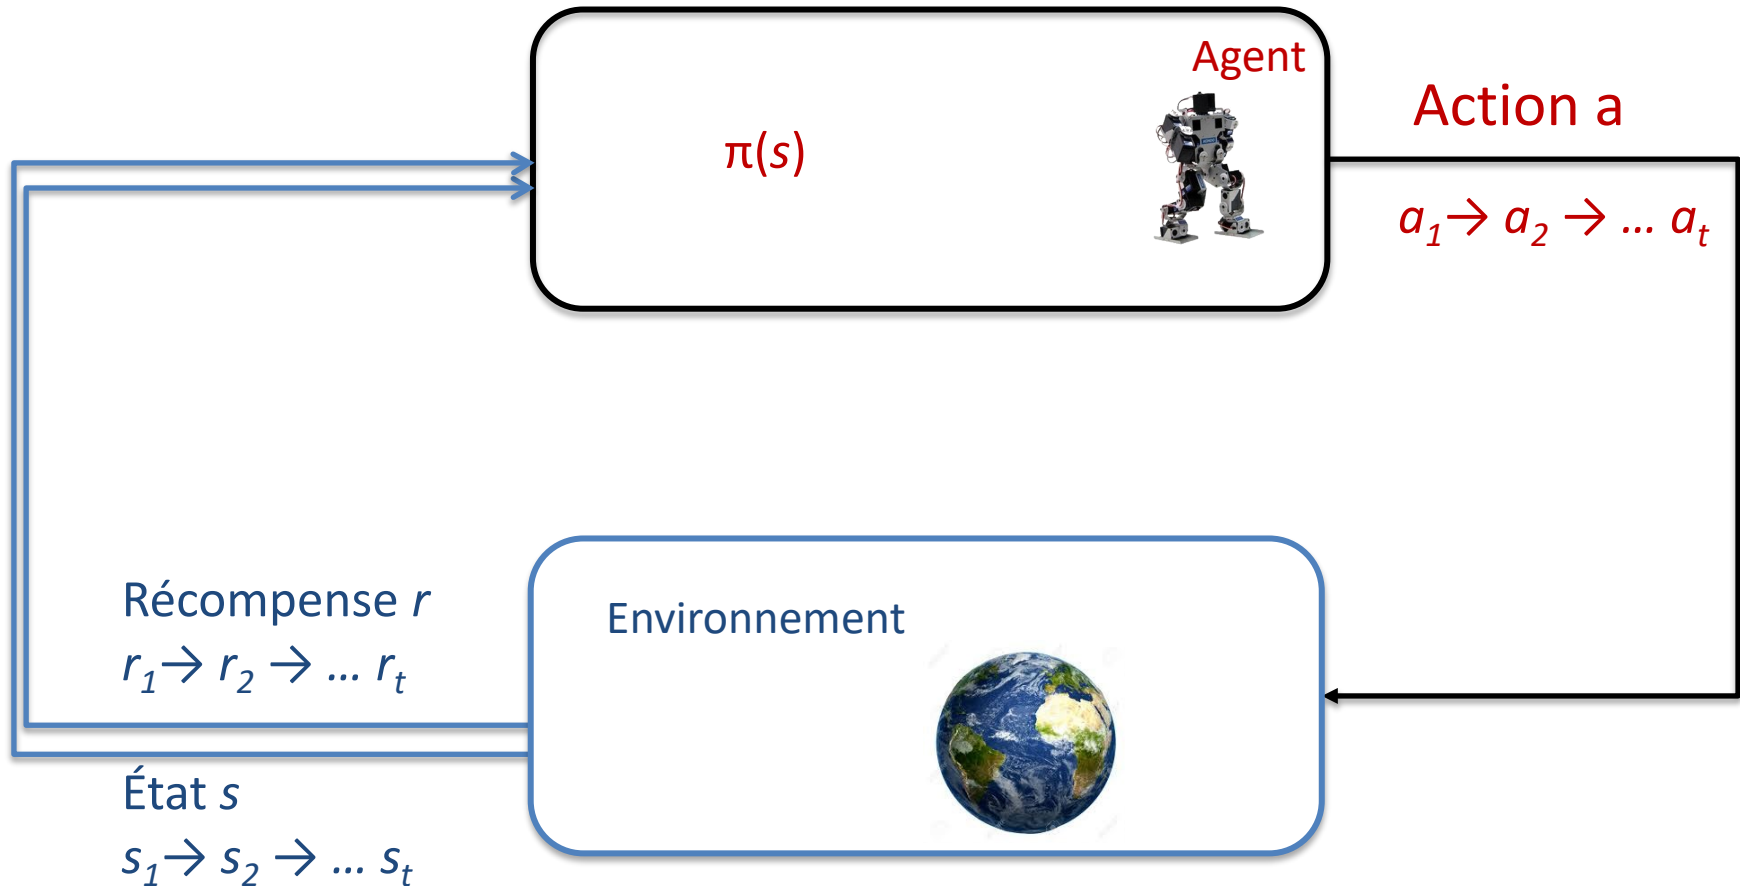 Agent
π(s)
Action a
a₁→ a₂ → ... aₜ
Récompense r
r₁→ r₂ → ... rₜ
Environnement
État s
s₁→ s₂ → ... sₜ